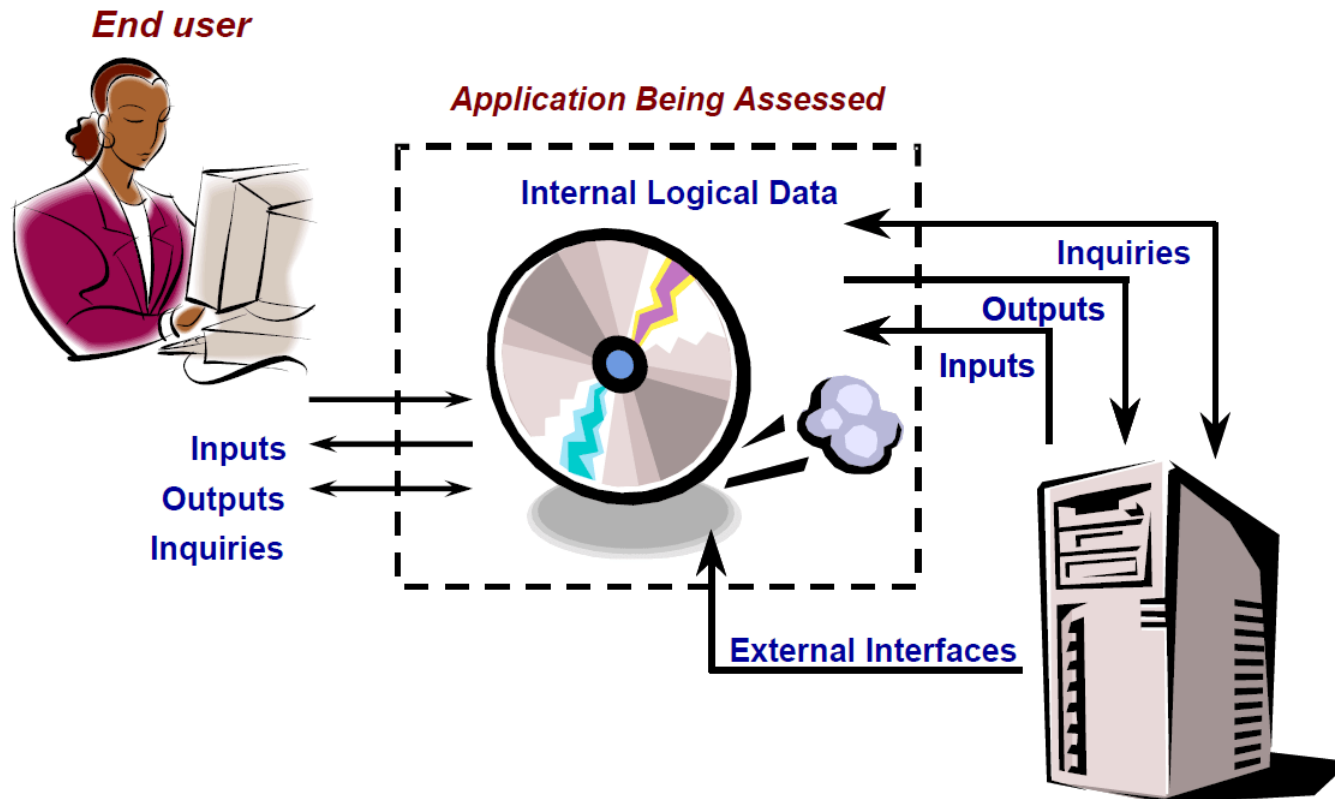 End user
Application Being Assessed
Internal Logical Data
Inquiries
Outputs
Inputs
Inputs
Outputs
Inquiries
External Interfaces